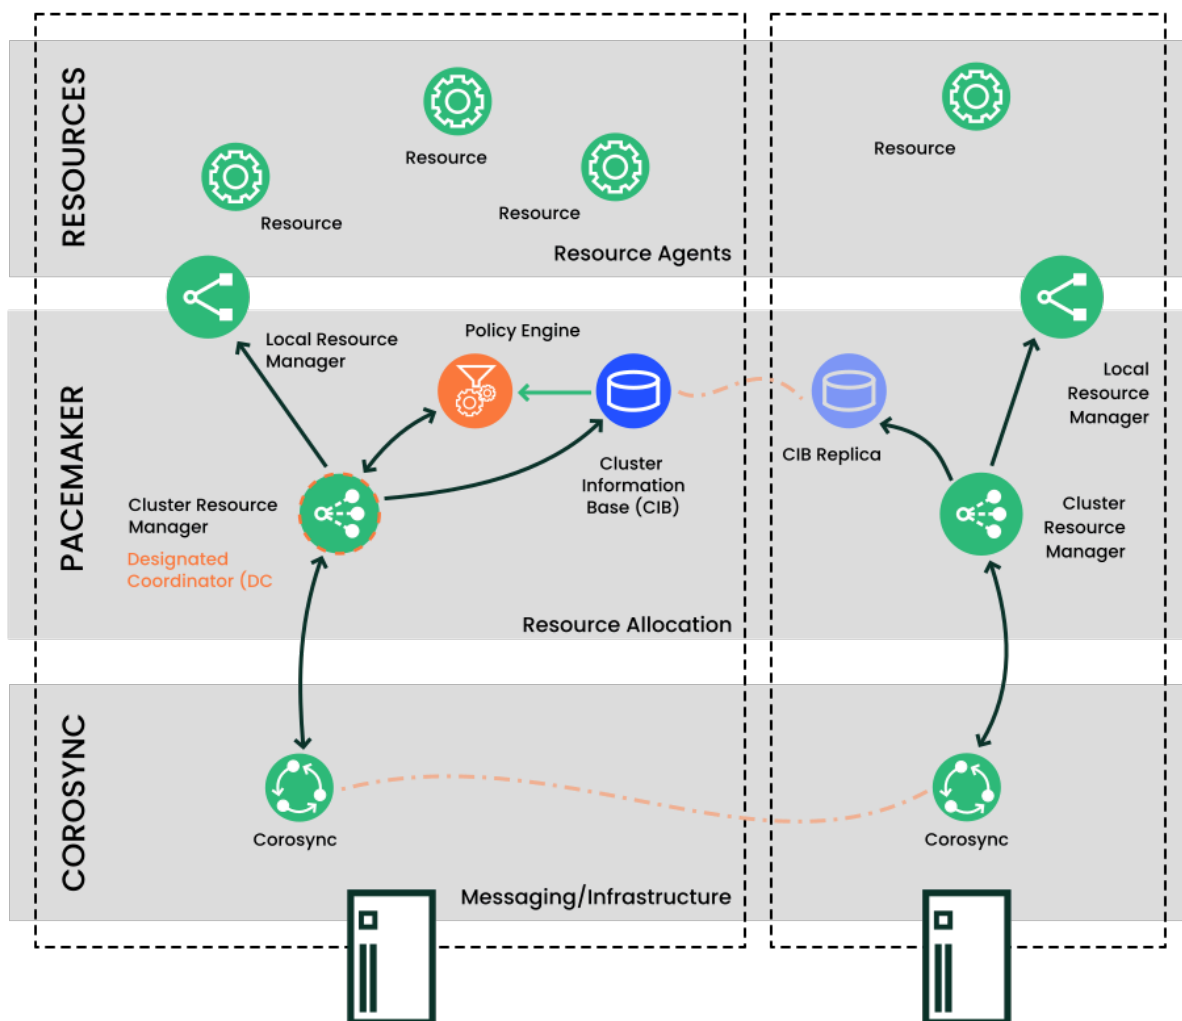 RESOURCES
Resource
Resource
Resource
Resource
Resource Agents
PACEMAKER
Local Resource
Manager
Policy Engine
Cluster
Information
Base (CIB)
Cluster Resource
Manager
Designated
Coordinator (DC
Resource Allocation
CIB Replica
Local
Resource
Manager
Cluster
Resource
Manager
COROSYNC
Corosync
Corosync
Messaging/Infrastructure